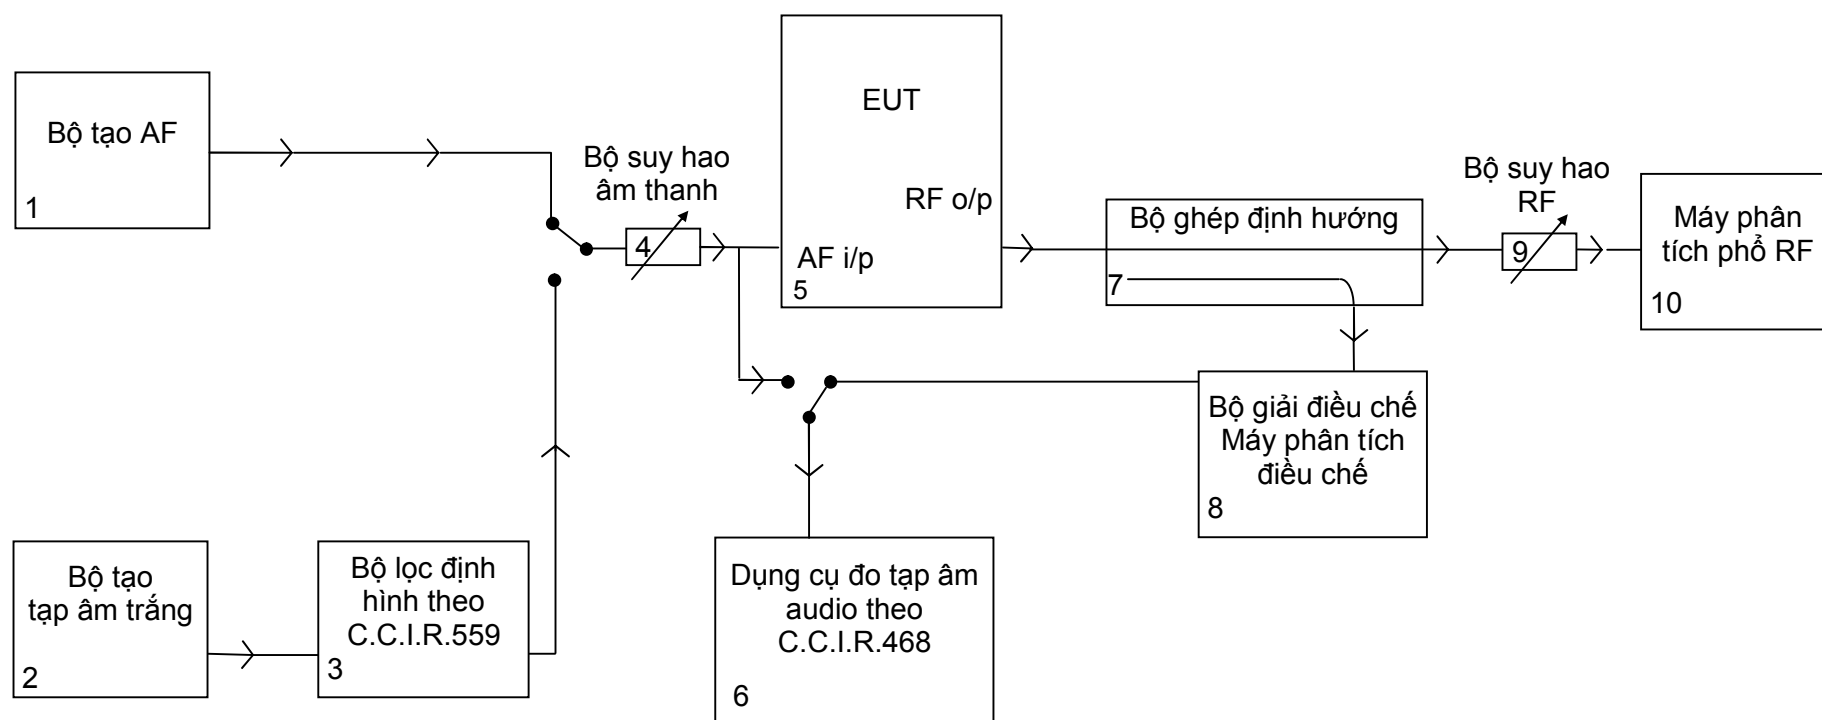 Bộ tạo AF
1
Bộ suy hao
âm thanh
4
EUT
RF o/p
AF i/p
5
Bộ ghép định hướng
7
Bộ suy hao
RF
9
Máy phân
tích phổ RF
10
Bộ giải điều chế
Máy phân tích
điều chế
8
Bộ tạo
tạp âm trắng
2
Bộ lọc định
hình theo
C.C.I.R.559
3
Dụng cụ đo tạp âm
audio theo
C.C.I.R.468
6